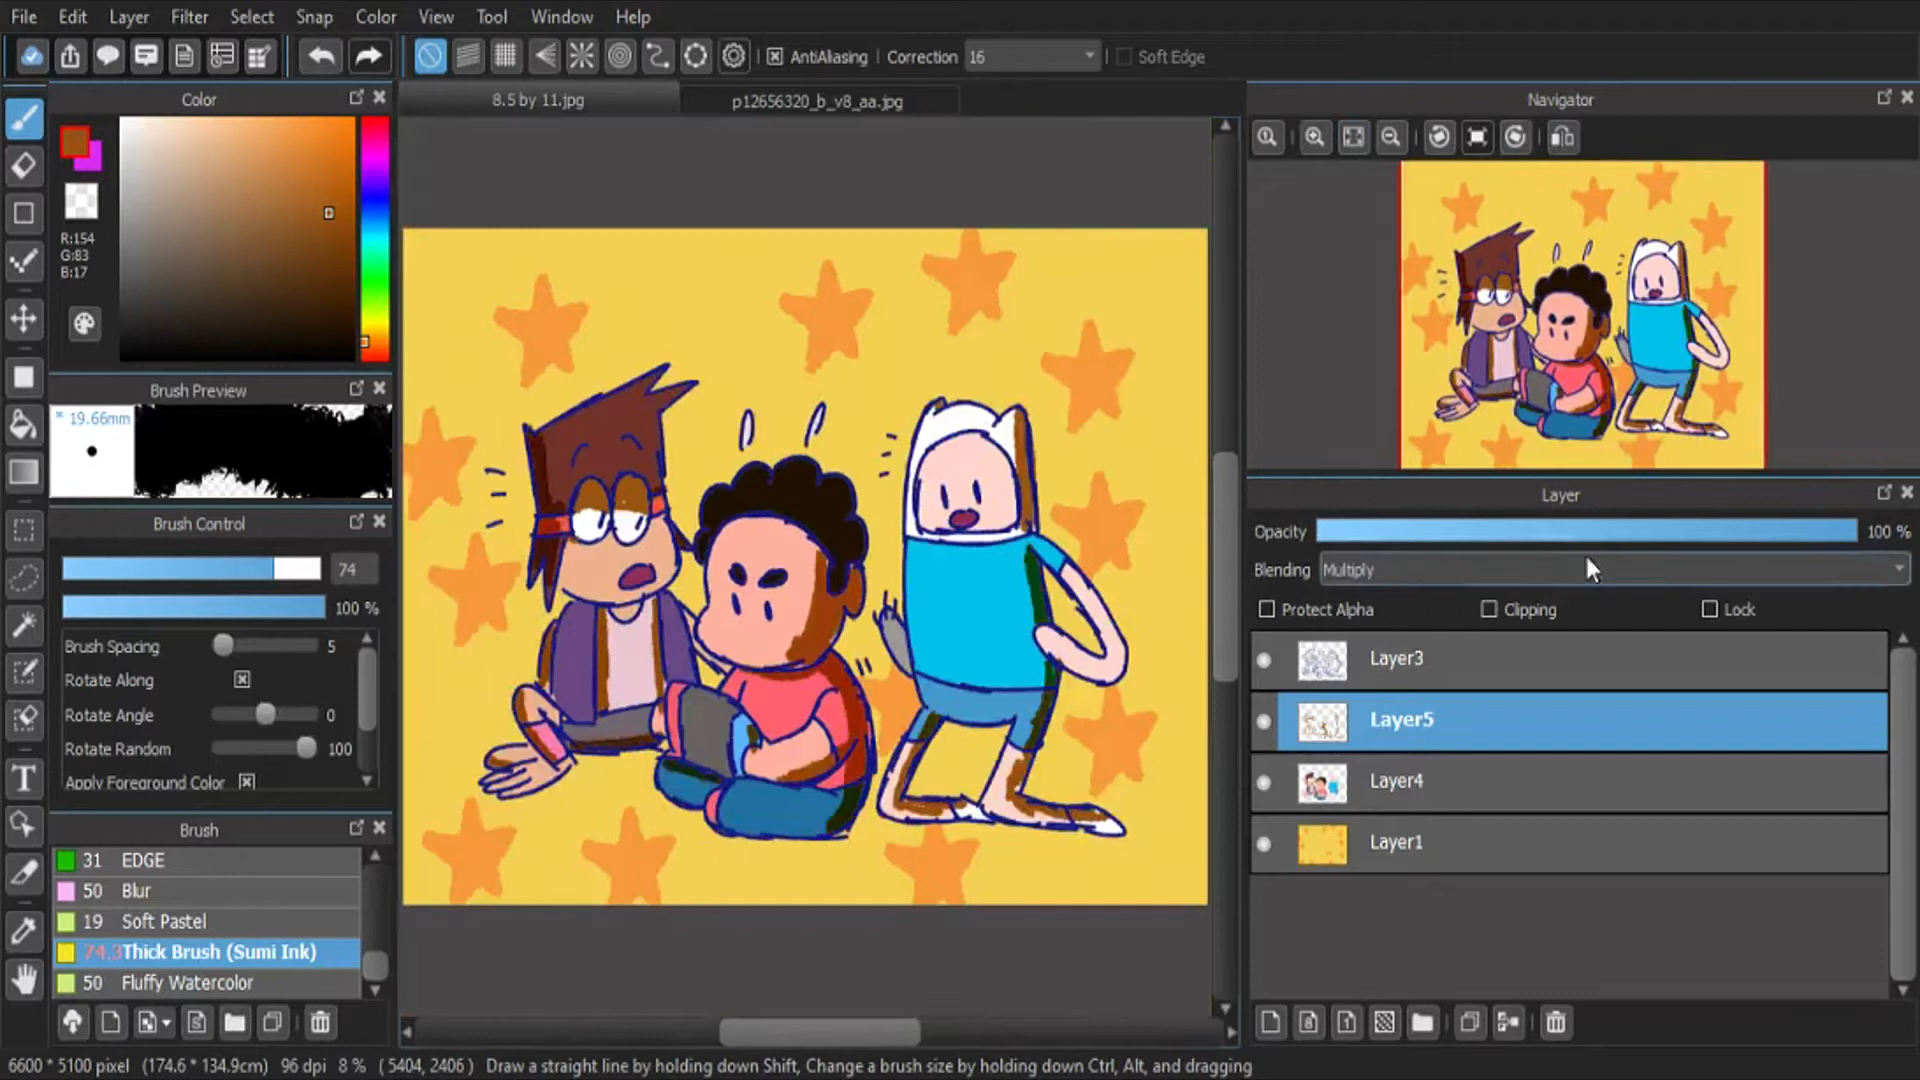 File Edit Layer Filter Select Snap Color View Tool Window Help
AntiAliasing Correction 16 Soft Edge
Color
8.5 by 11.jpg p12656320_b_v8_aa.jpg
Navigator
R:154
G:83
B:17
Brush Preview
* 19.66mm
Brush Control
74
100 %
Brush Spacing 5
Rotate Along
Rotate Angle 0
Rotate Random 100
Apply Foreground Color
Brush
31 EDGE
50 Blur
19 Soft Pastel
74.3 Thick Brush (Sumi Ink)
50 Fluffy Watercolor
Layer
Opacity 100 %
Blending Multiply
Protect Alpha Clipping Lock
Layer3
Layer5
Layer4
Layer1
6600 * 5100 pixel (174.6 * 134.9cm) 96 dpi 8 % ( 5404, 2406 ) Draw a straight line by holding down Shift, Change a brush size by holding down Ctrl, Alt, and dragging